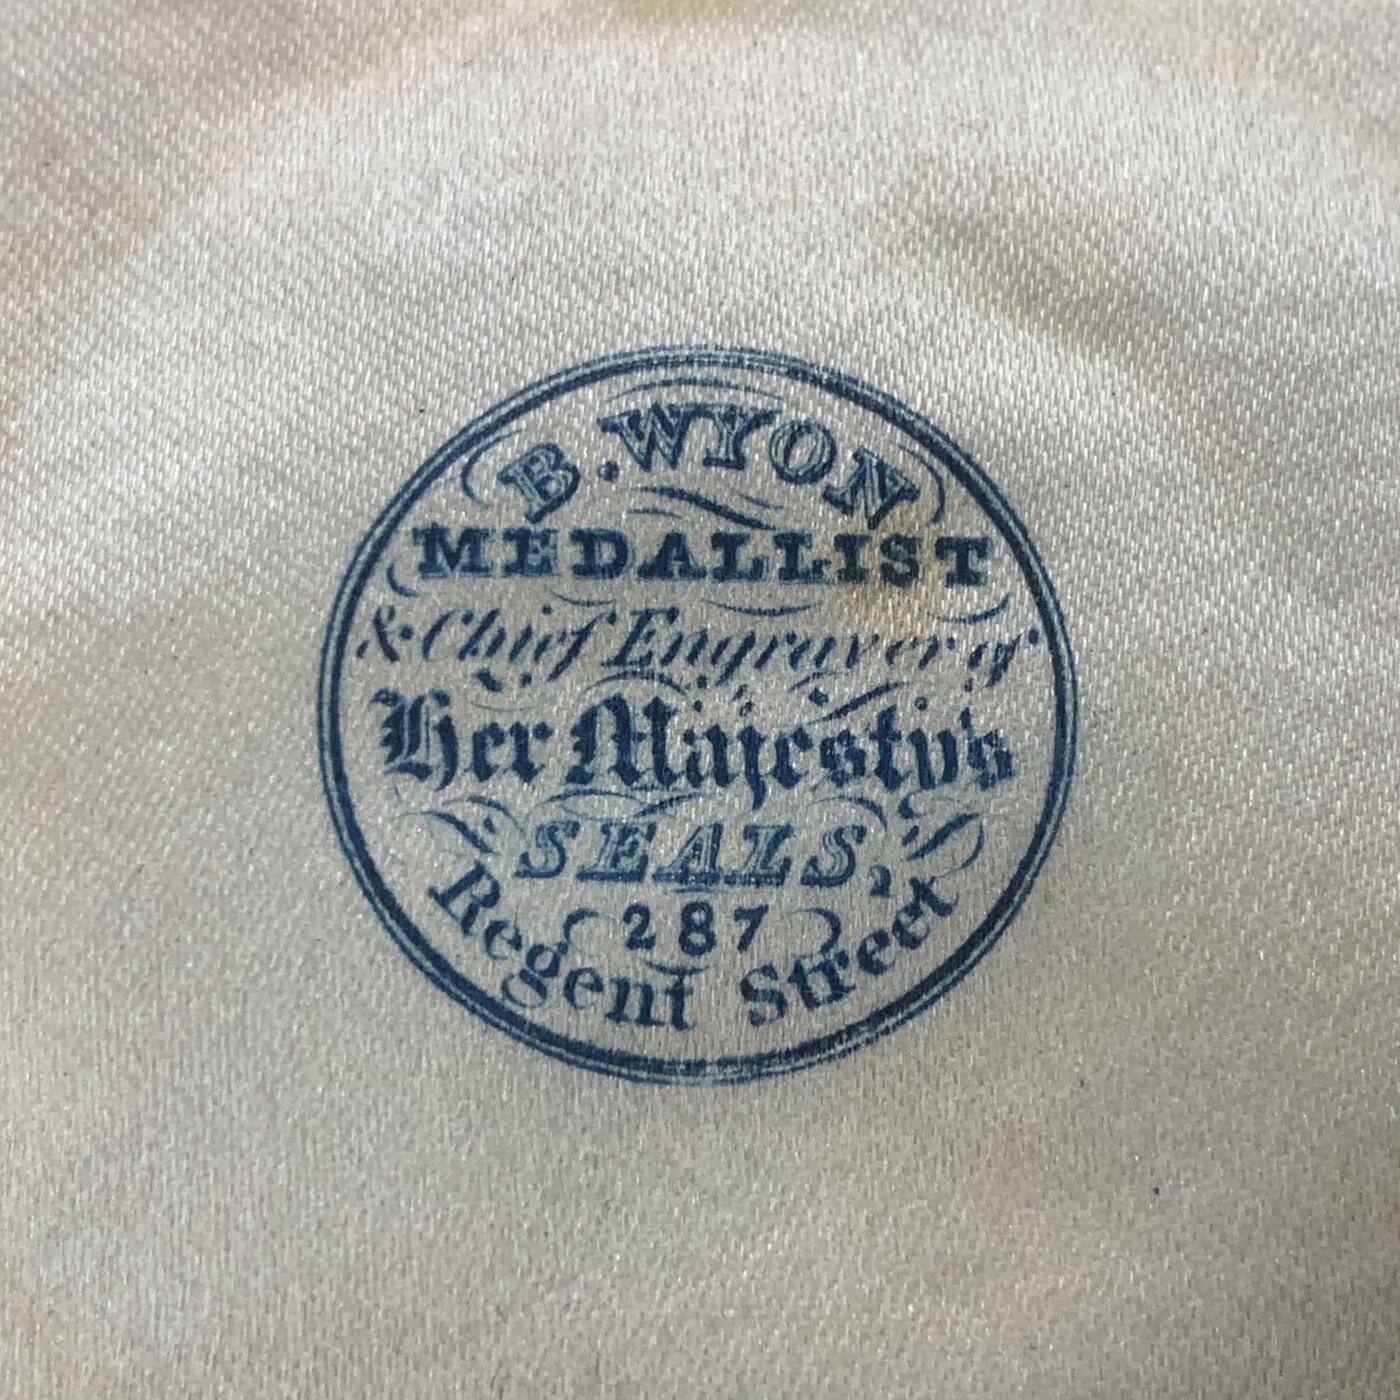 B. WYON
MEDALLIST
& Chief Engraver of
Her Majesty's
SEALS,
287
Regent Street